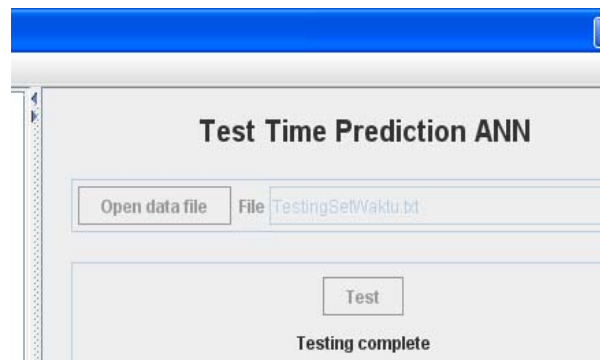 Test Time Prediction ANN
Open data file File TestingSetWaktu.txt
Test
Testing complete